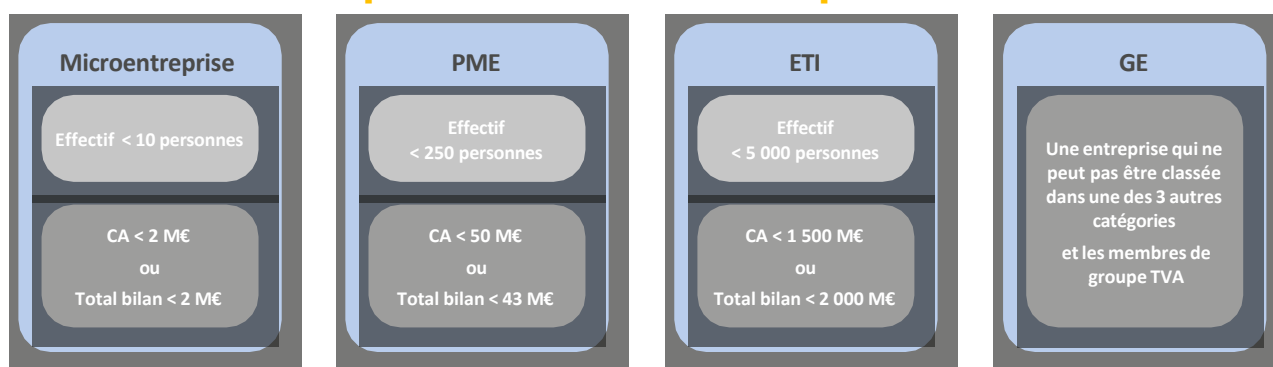 Microentreprise
Effectif < 10 personnes
CA < 2 M€
ou
Total bilan < 2 M€
PME
Effectif
< 250 personnes
CA < 50 M€
ou
Total bilan < 43 M€
ETI
Effectif
< 5 000 personnes
CA < 1 500 M€
ou
Total bilan < 2 000 M€
GE
Une entreprise qui ne
peut pas être classée
dans une des 3 autres
catégories
et les membres de
groupe TVA